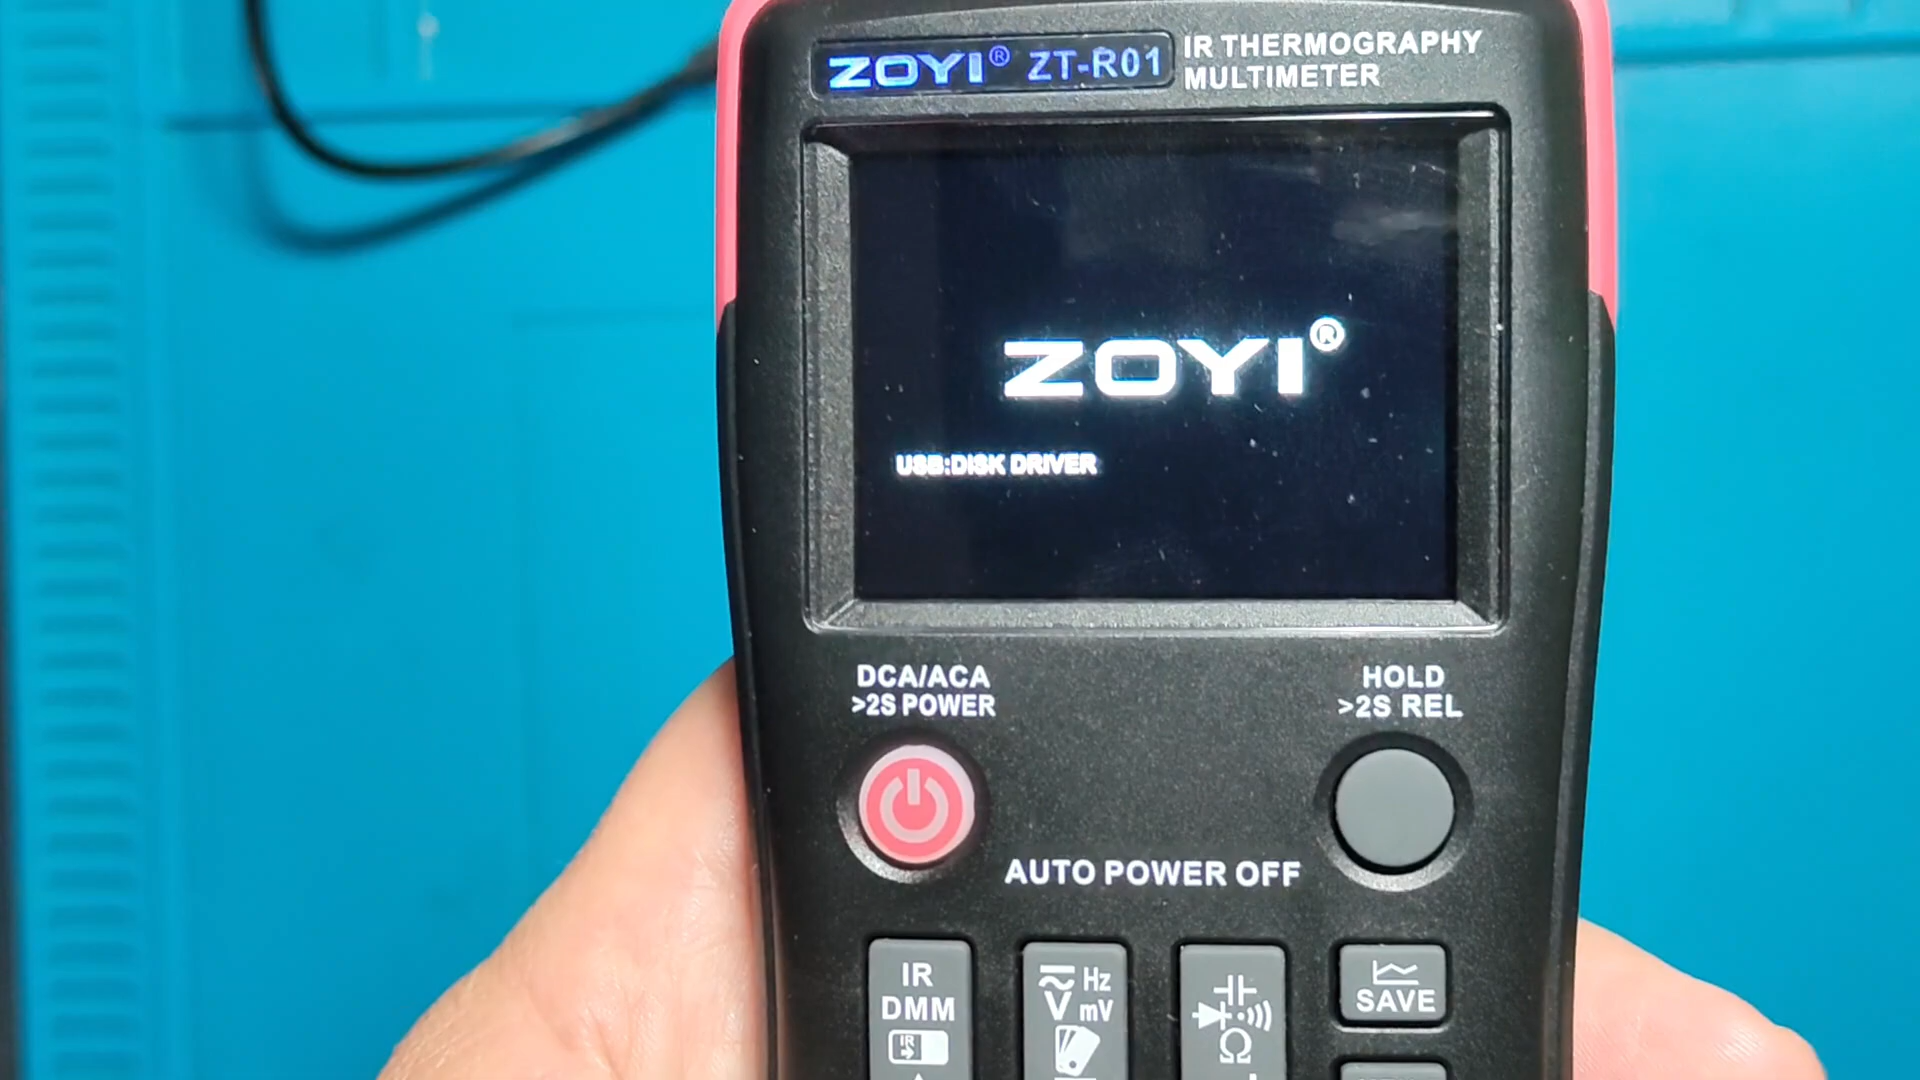 ZOYI® ZT-R01
IR THERMOGRAPHY
MULTIMETER
ZOYI®
USB:DISK DRIVER
DCA/ACA
>2S POWER
HOLD
>2S REL
AUTO POWER OFF
IR
DMM
IR
Hz
V mV
Ω
SAVE